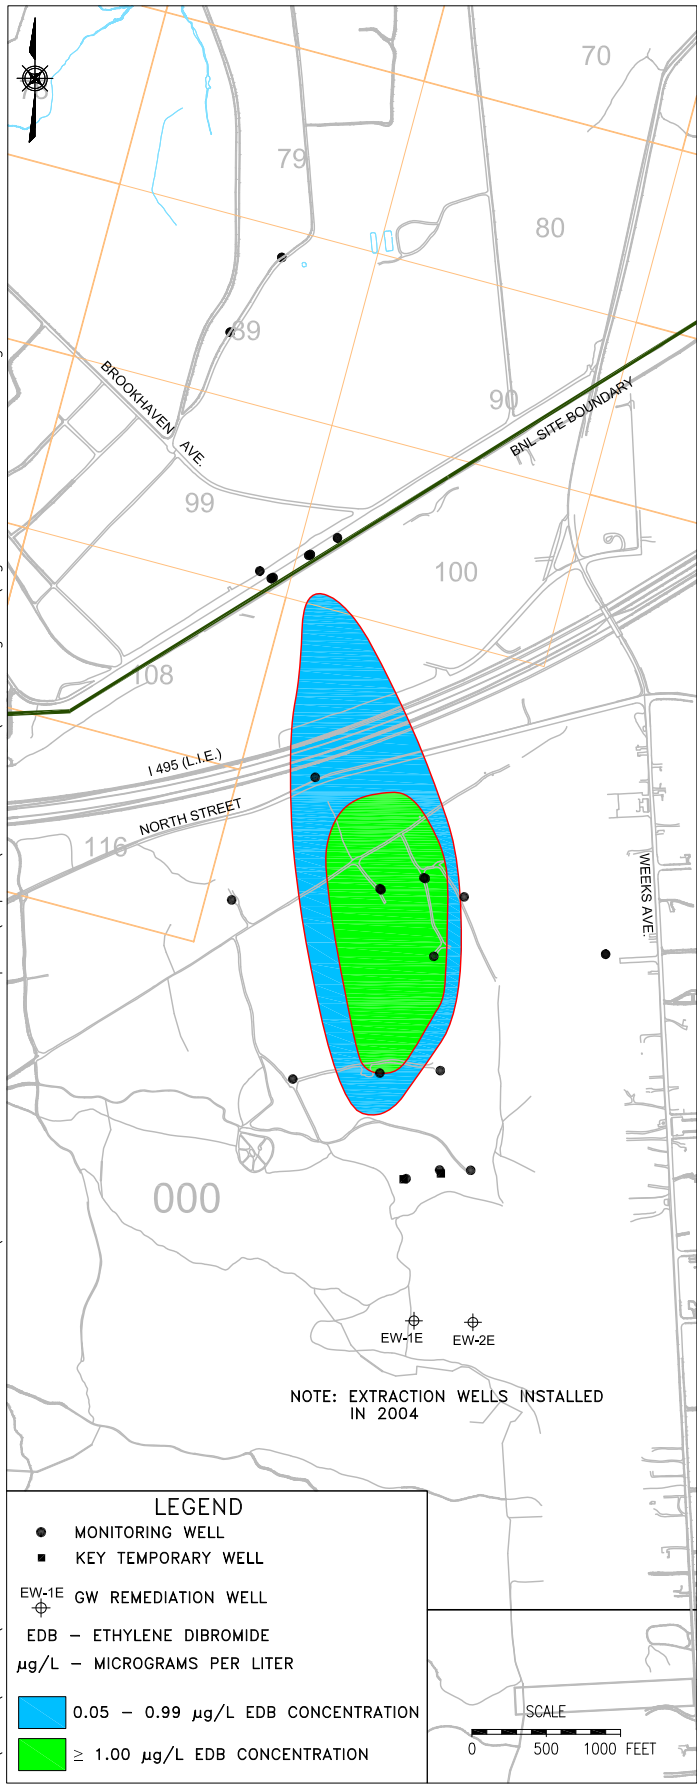 70
79
80
89
90
BROOKHAVEN AVE.
BNL SITE BOUNDARY
99
100
108
I 495 (L.I.E.)
NORTH STREET
116
WEEKS AVE.
000
EW-1E
EW-2E
NOTE: EXTRACTION WELLS INSTALLED
IN 2004
LEGEND
MONITORING WELL
KEY TEMPORARY WELL
EW-1E
GW REMEDIATION WELL
EDB - ETHYLENE DIBROMIDE
µg/L - MICROGRAMS PER LITER
0.05 - 0.99 µg/L EDB CONCENTRATION
≥ 1.00 µg/L EDB CONCENTRATION
SCALE
0 500 1000 FEET